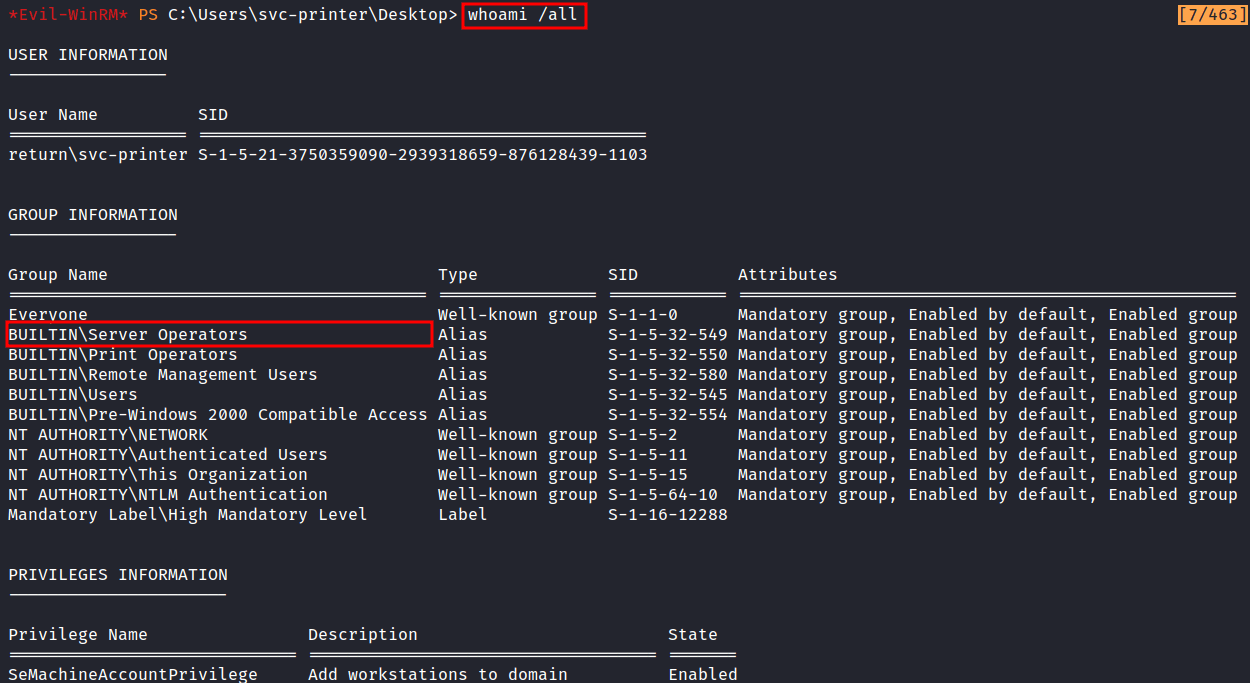 *Evil-WinRM* PS C:\Users\svc-printer\Desktop> whoami /all [7/463]
USER INFORMATION
User Name SID
return\svc-printer S-1-5-21-3750359090-2939318659-876128439-1103
GROUP INFORMATION
Group Name Type SID Attributes
Everyone Well-known group S-1-1-0 Mandatory group, Enabled by default, Enabled group
BUILTIN\Server Operators Alias S-1-5-32-549 Mandatory group, Enabled by default, Enabled group
BUILTIN\Print Operators Alias S-1-5-32-550 Mandatory group, Enabled by default, Enabled group
BUILTIN\Remote Management Users Alias S-1-5-32-580 Mandatory group, Enabled by default, Enabled group
BUILTIN\Users Alias S-1-5-32-545 Mandatory group, Enabled by default, Enabled group
BUILTIN\Pre-Windows 2000 Compatible Access Alias S-1-5-32-554 Mandatory group, Enabled by default, Enabled group
NT AUTHORITY\NETWORK Well-known group S-1-5-2 Mandatory group, Enabled by default, Enabled group
NT AUTHORITY\Authenticated Users Well-known group S-1-5-11 Mandatory group, Enabled by default, Enabled group
NT AUTHORITY\This Organization Well-known group S-1-5-15 Mandatory group, Enabled by default, Enabled group
NT AUTHORITY\NTLM Authentication Well-known group S-1-5-64-10 Mandatory group, Enabled by default, Enabled group
Mandatory Label\High Mandatory Level Label S-1-16-12288
PRIVILEGES INFORMATION
Privilege Name Description State
SeMachineAccountPrivilege Add workstations to domain Enabled